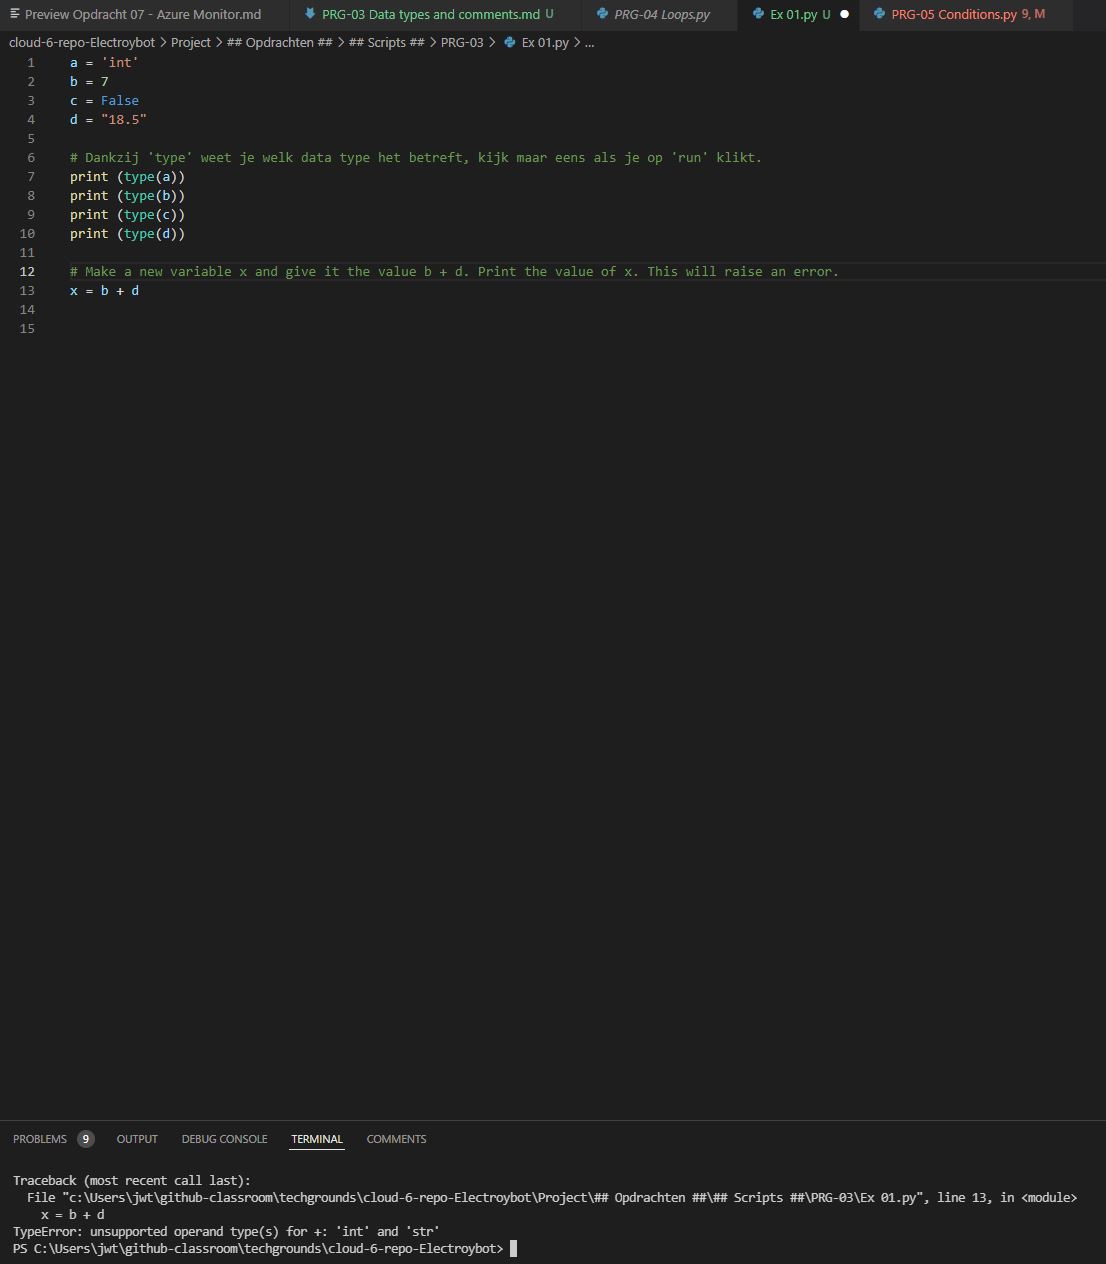 Preview Opdracht 07 - Azure Monitor.md PRG-03 Data types and comments.md U PRG-04 Loops.py Ex 01.py U PRG-05 Conditions.py 9, M
cloud-6-repo-Electroybot > Project > ## Opdrachten ## > ## Scripts ## > PRG-03 > Ex 01.py > ...
1 a = 'int'
2 b = 7
3 c = False
4 d = "18.5"
5
6 # Dankzij 'type' weet je welk data type het betreft, kijk maar eens als je op 'run' klikt.
7 print (type(a))
8 print (type(b))
9 print (type(c))
10 print (type(d))
11
12 # Make a new variable x and give it the value b + d. Print the value of x. This will raise an error.
13 x = b + d
14
15
PROBLEMS 9 OUTPUT DEBUG CONSOLE TERMINAL COMMENTS
Traceback (most recent call last):
File "c:\Users\jwt\github-classroom\techgrounds\cloud-6-repo-Electroybot\Project\## Opdrachten ##\## Scripts ##\PRG-03\Ex 01.py", line 13, in <module>
x = b + d
TypeError: unsupported operand type(s) for +: 'int' and 'str'
PS C:\Users\jwt\github-classroom\techgrounds\cloud-6-repo-Electroybot>